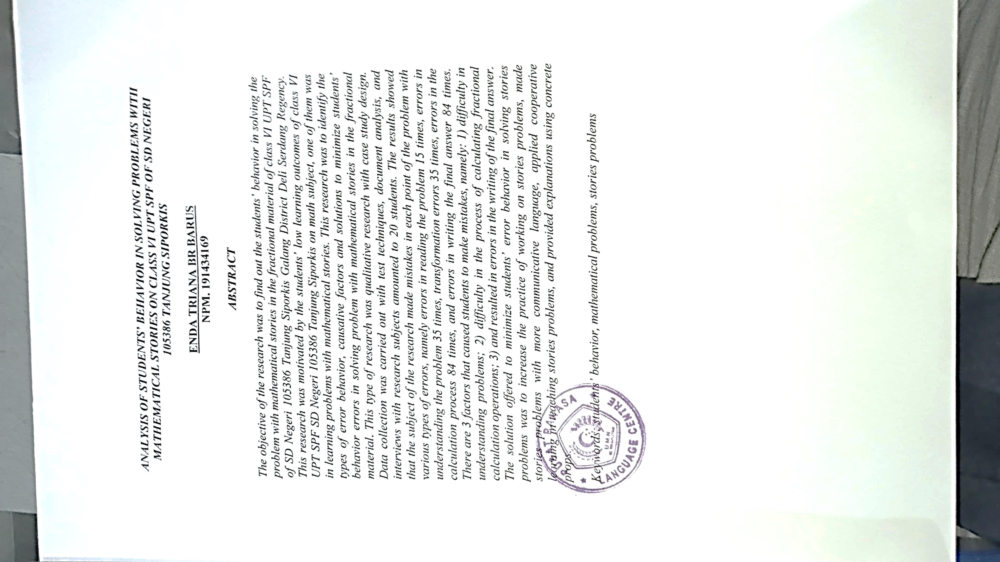 ANALYSIS OF STUDENTS' BEHAVIOR IN SOLVING PROBLEMS WITH
MATHEMATICAL STORIES ON CLASS VI UPT SPF OF SD NEGERI
105386 TANJUNG SIPORKIS
ENDA TRIANA BR BARUS
NPM. 191434169
ABSTRACT
The objective of the research was to find out the students' behavior in solving the
problem with mathematical stories in the fractional material of class VI UPT SPF
of SD Negeri 105386 Tanjung Siporkis Galang District Deli Serdang Regency.
This research was motivated by the students' low learning outcomes of class VI
UPT SPF SD Negeri 105386 Tanjung Siporkis on math subject, one of them was
in learning problems with mathematical stories. This research was to identify the
types of error behavior, causative factors and solutions to minimize students'
behavior errors in solving problem with mathematical stories in the fractional
material. This type of research was qualitative research with case study design.
Data collection was carried out with test techniques, document analysis, and
interviews with research subjects amounted to 20 students. The results showed
that the subject of the research made mistakes in each point of the problem with
various types of errors, namely errors in reading the problem 15 times, errors in
understanding the problem 35 times, transformation errors 35 times, errors in the
calculation process 84 times, and errors in writing the final answer 84 times.
There are 3 factors that caused students to make mistakes, namely: 1) difficulty in
understanding problems; 2) difficulty in the process of calculating fractional
calculation operations; 3) and resulted in errors in the writing of the final answer.
The solution offered to minimize students' error behavior in solving stories
problems was to increase the practice of working on stories problems, made
stories problems with more communicative language, applied cooperative
learning in teaching stories problems, and provided explanations using concrete
props.
Keywords: students' behavior, mathematical problems, stories problems
PUSAT BAHASA
UMN
LANGUAGE CENTRE